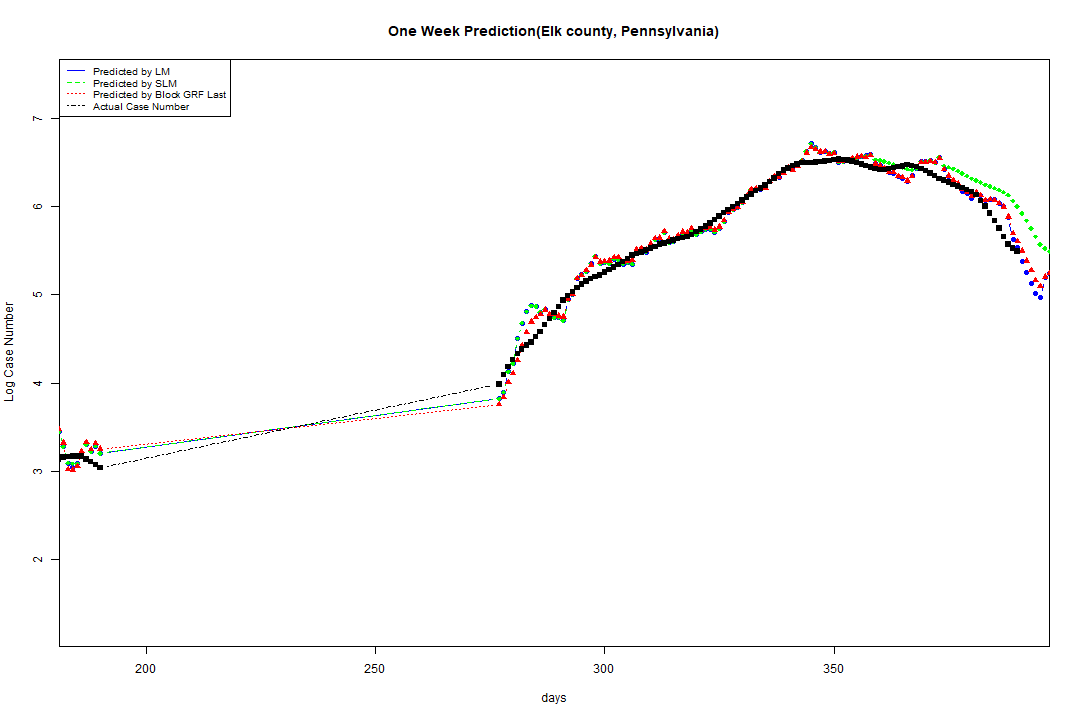 One Week Prediction(Elk county, Pennsylvania)
Predicted by LM
Predicted by SLM
Predicted by Block GRF Last
Actual Case Number
7
6
5
4
3
2
Log Case Number
200 250 300 350
days